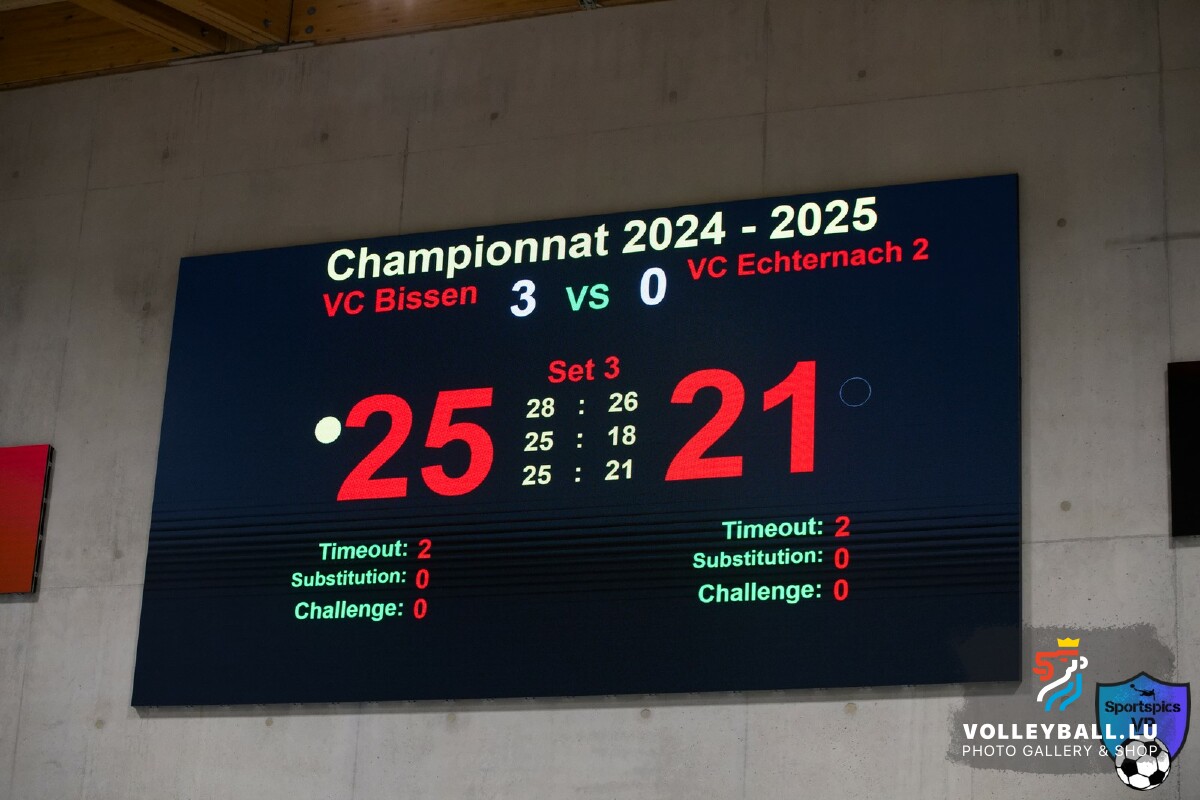 Championnat 2024 - 2025
VC Bissen 3 VS 0 VC Echternach 2
Set 3
25 21
28 : 26
25 : 18
25 : 21
Timeout: 2
Substitution: 0
Challenge: 0
Timeout: 2
Substitution: 0
Challenge: 0
Sportspics
VP
VOLLEYBALL.LU
PHOTO GALLERY & SHOP